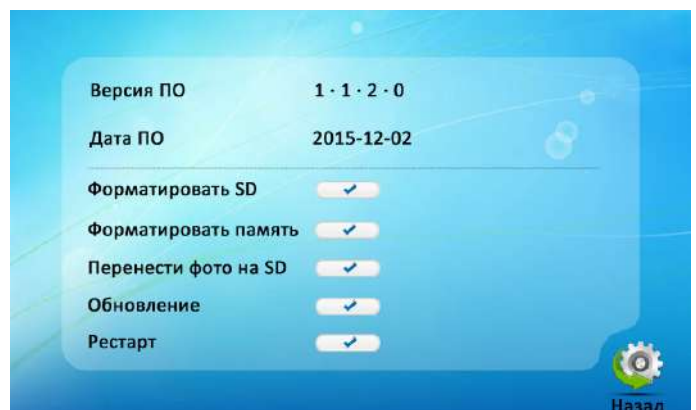 Версия ПО 1·1·2·0
Дата ПО 2015-12-02
Форматировать SD
Форматировать память
Перенести фото на SD
Обновление
Рестарт
Назад